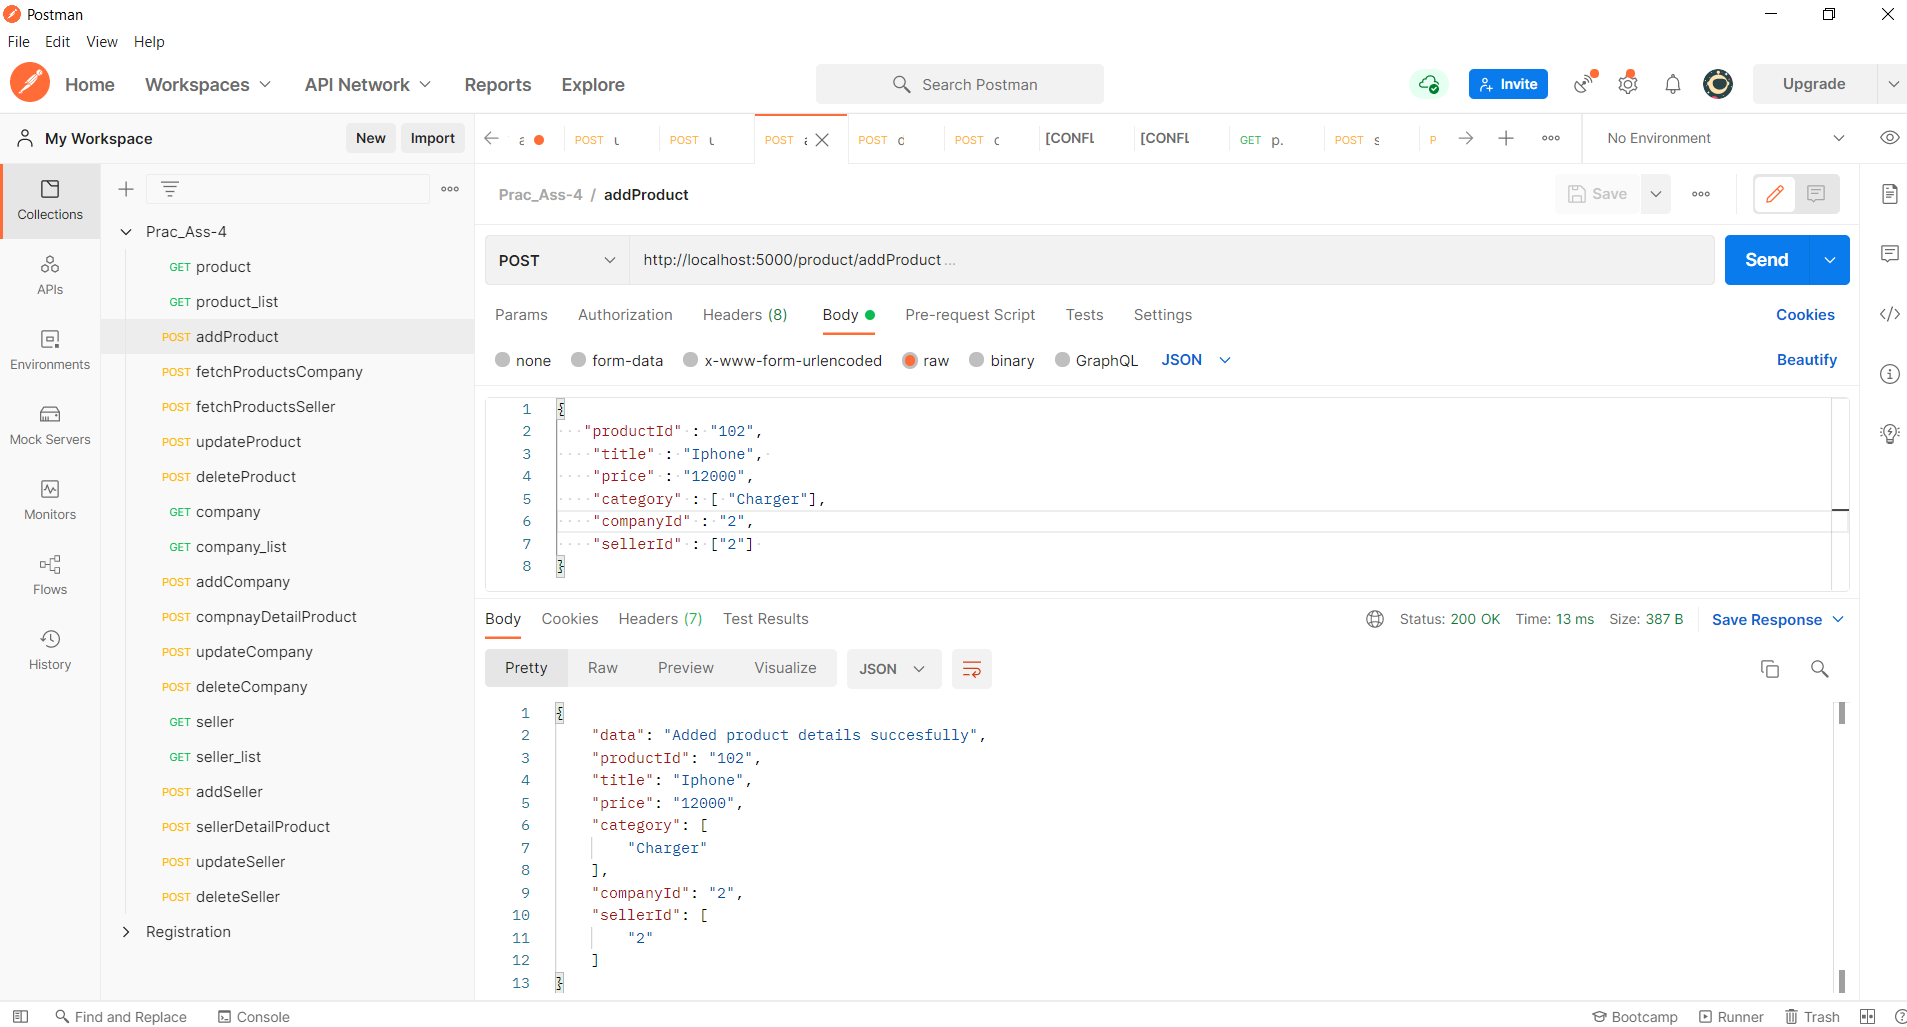 Postman
File Edit View Help
Home Workspaces API Network Reports Explore Search Postman Invite Upgrade
My Workspace New Import
POST POST POST POST POST [CONFL [CONFL GET p. POST s P No Environment
Collections
APIs
Environments
Mock Servers
Monitors
Flows
History
Prac_Ass-4
GET product
GET product_list
POST addProduct
POST fetchProductsCompany
POST fetchProductsSeller
POST updateProduct
POST deleteProduct
GET company
GET company_list
POST addCompany
POST compnayDetailProduct
POST updateCompany
POST deleteCompany
GET seller
GET seller_list
POST addSeller
POST sellerDetailProduct
POST updateSeller
POST deleteSeller
Registration
Prac_Ass-4 / addProduct Save
POST http://localhost:5000/product/addProduct ... Send
Params Authorization Headers (8) Body Pre-request Script Tests Settings Cookies
none form-data x-www-form-urlencoded raw binary GraphQL JSON Beautify
1 {
2 "productId" : "102",
3 "title" : "Iphone",
4 "price" : "12000",
5 "category" : [ "Charger"],
6 "companyId" : "2",
7 "sellerId" : ["2"]
8 }
Body Cookies Headers (7) Test Results Status: 200 OK Time: 13 ms Size: 387 B Save Response
Pretty Raw Preview Visualize JSON
1 {
2 "data": "Added product details succesfully",
3 "productId": "102",
4 "title": "Iphone",
5 "price": "12000",
6 "category": [
7 "Charger"
8 ],
9 "companyId": "2",
10 "sellerId": [
11 "2"
12 ]
13 }
Find and Replace Console Bootcamp Runner Trash